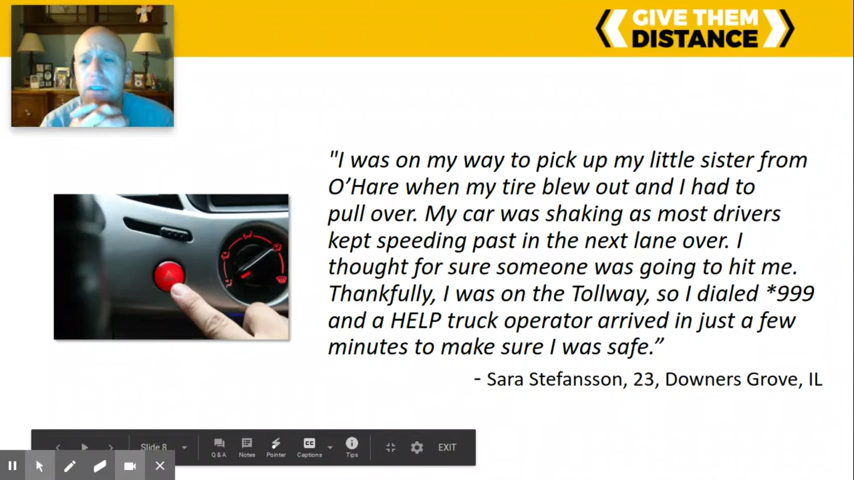 GIVE THEM
DISTANCE
"I was on my way to pick up my little sister from
O’Hare when my tire blew out and I had to
pull over. My car was shaking as most drivers
kept speeding past in the next lane over. I
thought for sure someone was going to hit me.
Thankfully, I was on the Tollway, so I dialed *999
and a HELP truck operator arrived in just a few
minutes to make sure I was safe.”
- Sara Stefansson, 23, Downers Grove, IL
Slide 8
Q & A
Notes
Pointer
Captions
Tips
EXIT